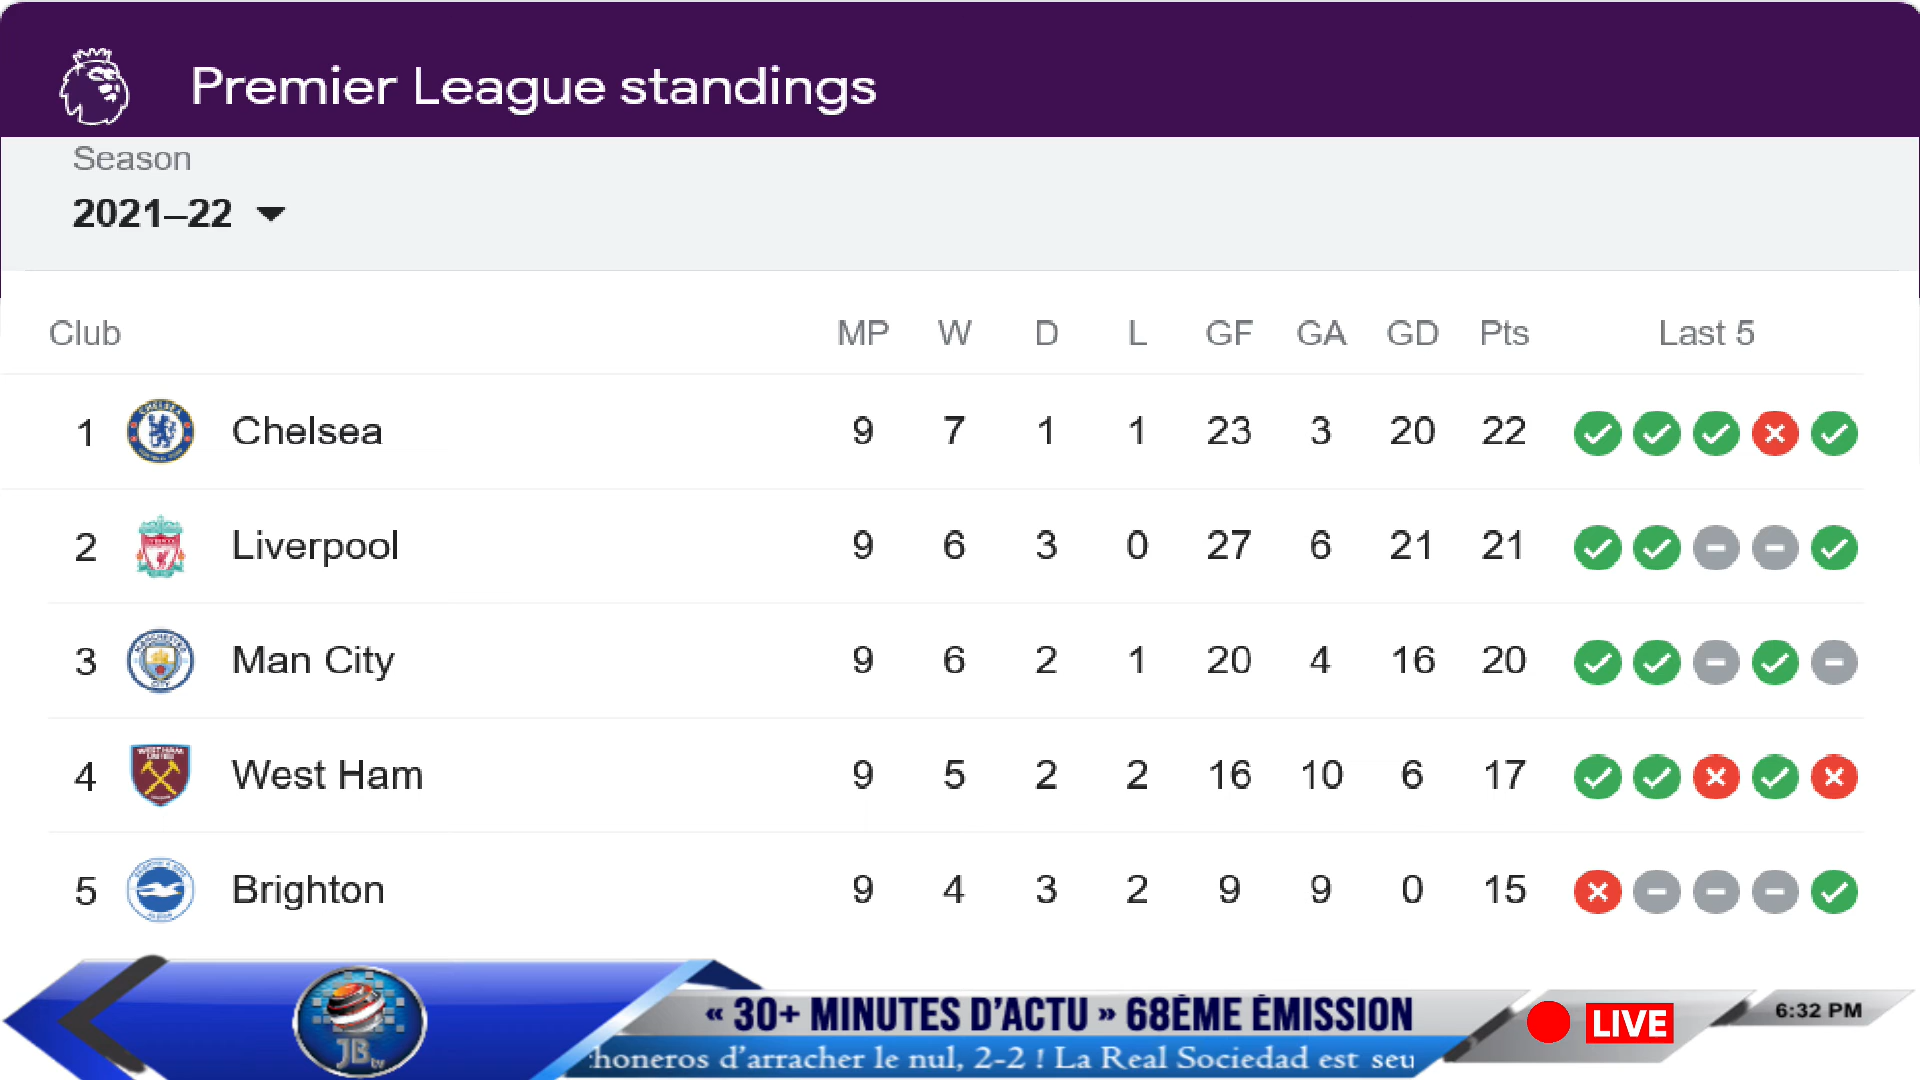 Premier League standings
Season
2021–22
Club MP W D L GF GA GD Pts Last 5
1 Chelsea 9 7 1 1 23 3 20 22
2 Liverpool 9 6 3 0 27 6 21 21
3 Man City 9 6 2 1 20 4 16 20
4 West Ham 9 5 2 2 16 10 6 17
5 Brighton 9 4 3 2 9 9 0 15
« 30+ MINUTES D'ACTU » 68ÈME ÉMISSION
LIVE
6:32 PM
JB tv
choneros d'arracher le nul, 2-2 ! La Real Sociedad est seu